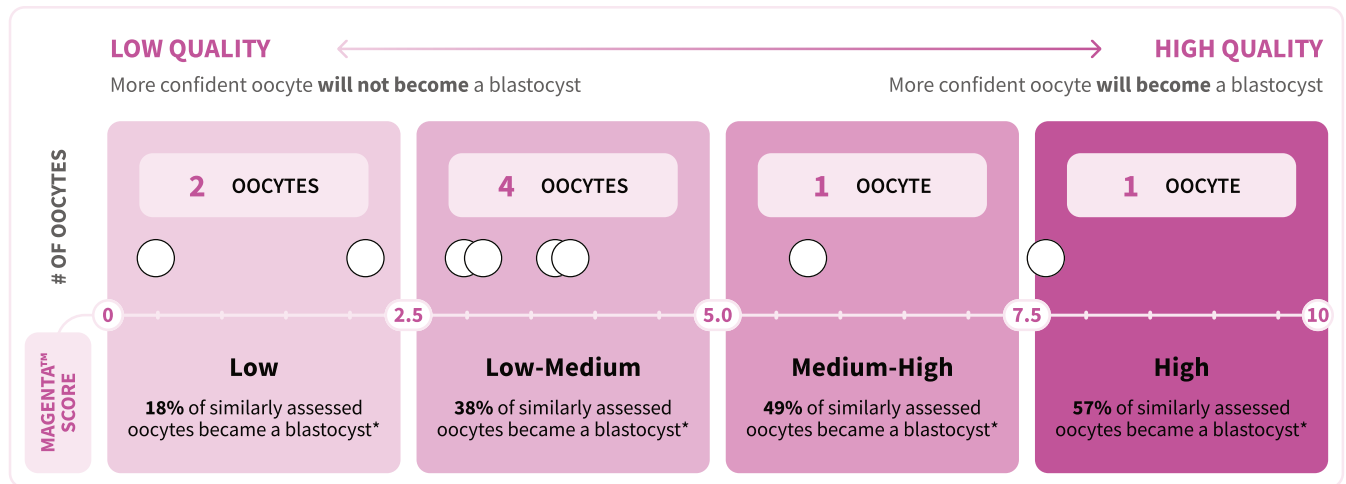 LOW QUALITY
HIGH QUALITY
More confident oocyte will not become a blastocyst
More confident oocyte will become a blastocyst
# OF OOCYTES
2 OOCYTES
4 OOCYTES
1 OOCYTE
1 OOCYTE
0
2.5
5.0
7.5
10
MAGENTA™
SCORE
Low
18% of similarly assessed
oocytes became a blastocyst*
Low-Medium
38% of similarly assessed
oocytes became a blastocyst*
Medium-High
49% of similarly assessed
oocytes became a blastocyst*
High
57% of similarly assessed
oocytes became a blastocyst*